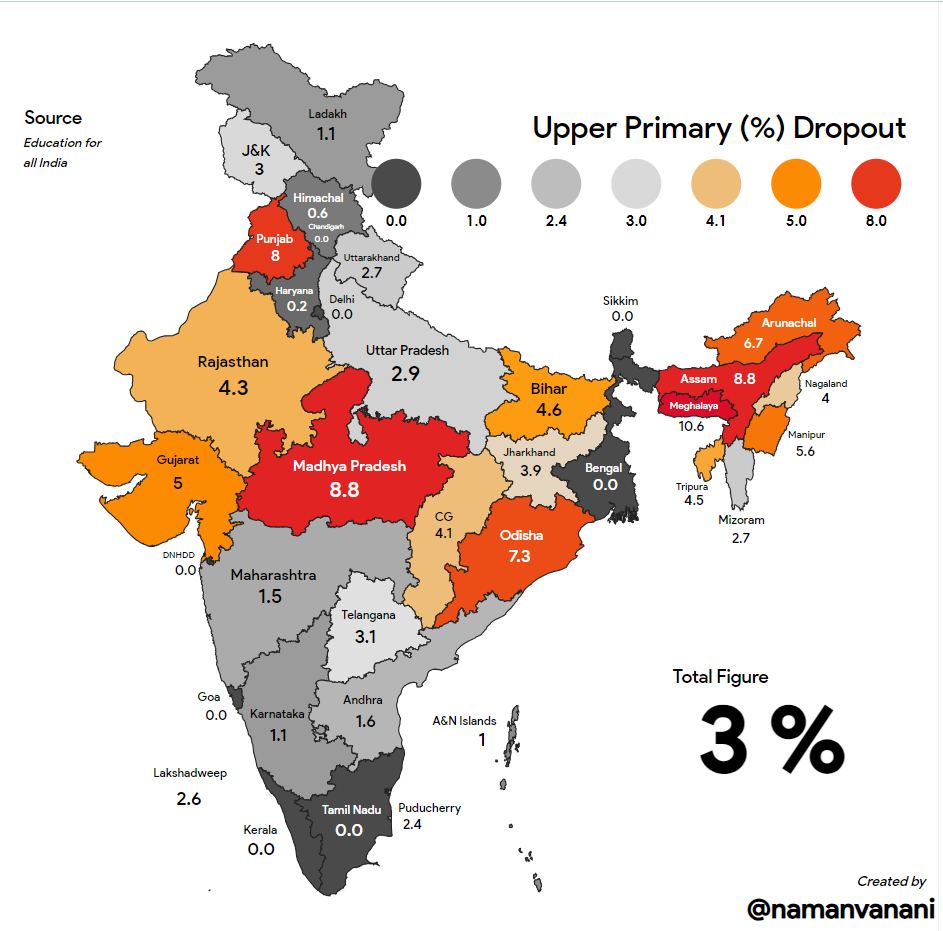 Source
Education for
all India
Upper Primary (%) Dropout
0.0
1.0
2.4
3.0
4.1
5.0
8.0
Ladakh
1.1
J&K
3
Himachal
0.6
Chandigarh
0.0
Punjab
8
Uttarakhand
2.7
Haryana
0.2
Delhi
0.0
Sikkim
0.0
Arunachal
6.7
Rajasthan
4.3
Uttar Pradesh
2.9
Bihar
4.6
Assam 8.8
Nagaland
4
Meghalaya
10.6
Manipur
5.6
Gujarat
5
Madhya Pradesh
8.8
Jharkhand
3.9
Bengal
0.0
Tripura
4.5
Mizoram
2.7
CG
4.1
Odisha
7.3
DNHDD
0.0
Maharashtra
1.5
Telangana
3.1
Total Figure
3 %
Goa
0.0
Karnataka
1.1
Andhra
1.6
A&N Islands
1
Lakshadweep
2.6
Tamil Nadu
0.0
Puducherry
2.4
Kerala
0.0
Created by
@namanvanani